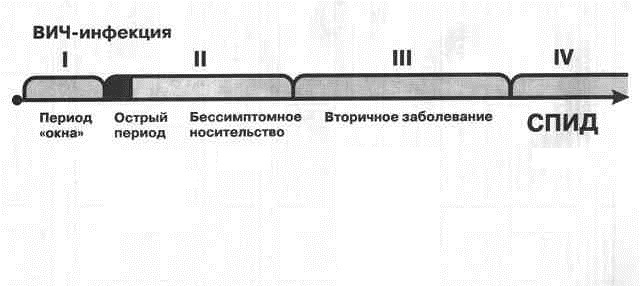 ВИЧ-инфекция
I II III IV
Период «окна»
Острый период
Бессимптомное носительство
Вторичное заболевание
СПИД